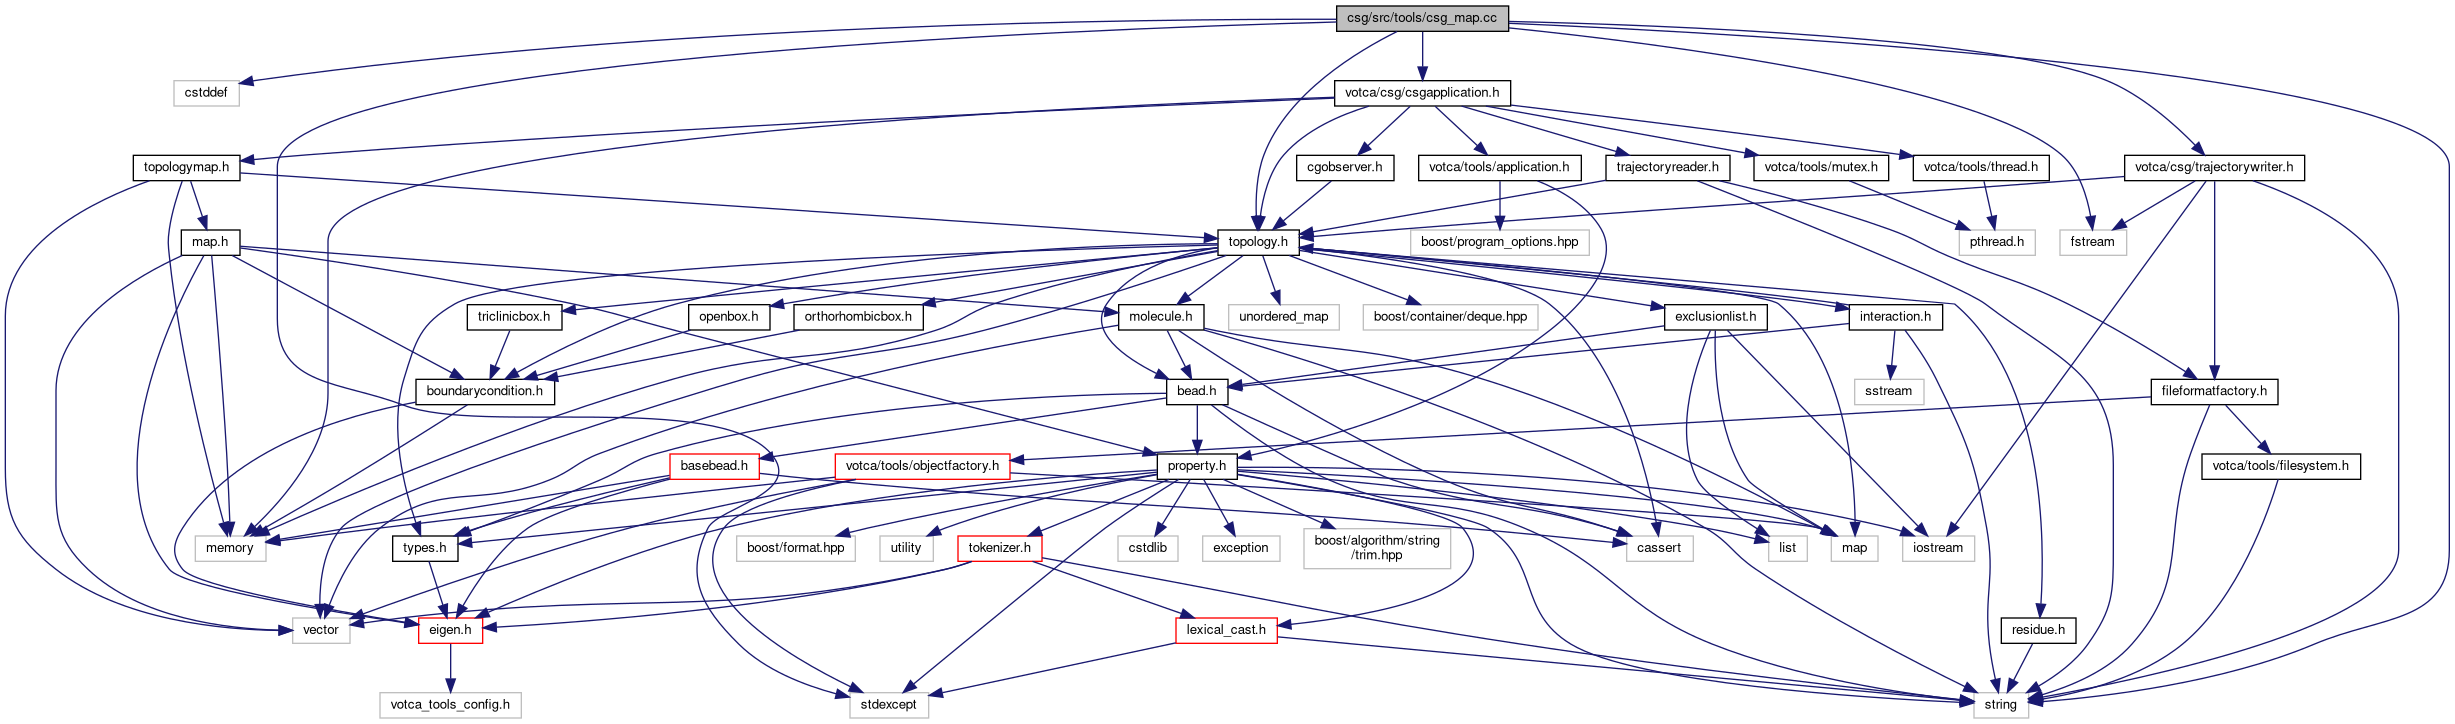 csg/src/tools/csg_map.cc
cstddef
votca/csg/csgapplication.h
topologymap.h
cgobserver.h
votca/tools/application.h
trajectoryreader.h
votca/tools/mutex.h
votca/tools/thread.h
votca/csg/trajectorywriter.h
map.h
topology.h
boost/program_options.hpp
pthread.h
fstream
triclinicbox.h
openbox.h
orthorhombicbox.h
molecule.h
unordered_map
boost/container/deque.hpp
exclusionlist.h
interaction.h
boundarycondition.h
bead.h
sstream
fileformatfactory.h
basebead.h
votca/tools/objectfactory.h
property.h
votca/tools/filesystem.h
memory
types.h
boost/format.hpp
utility
tokenizer.h
cstdlib
exception
boost/algorithm/string
/trim.hpp
cassert
list
map
iostream
vector
eigen.h
lexical_cast.h
residue.h
votca_tools_config.h
stdexcept
string